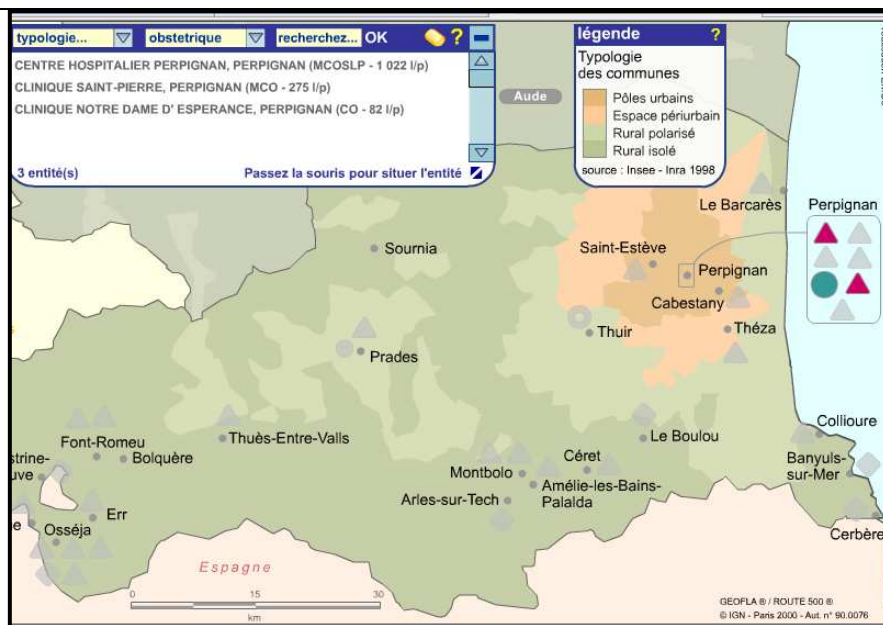 typologie... obstetrique recherchez... OK ?
CENTRE HOSPITALIER PERPIGNAN, PERPIGNAN (MCOSLP - 1 022 l/p)
CLINIQUE SAINT-PIERRE, PERPIGNAN (MCO - 275 l/p)
CLINIQUE NOTRE DAME D' ESPERANCE, PERPIGNAN (CO - 82 l/p)
3 entité(s) Passez la souris pour situer l'entité
légende ?
Typologie
des communes
Pôles urbains
Espace périurbain
Rural polarisé
Rural isolé
source : Insee - Inra 1998
Aude
Le Barcarès
Perpignan
Sournia
Saint-Estève
Perpignan
Cabestany
Thuir
Théza
Prades
Thuès-Entre-Valls
Le Boulou
Collioure
Font-Romeu
Bolquère
Banyuls-
sur-Mer
Montbolo
Céret
Amélie-les-Bains-
Palalda
Arles-sur-Tech
Err
Osséja
Cerbère
Espagne
0 15 30
km
GEOFLA ® / ROUTE 500 ®
© IGN - Paris 2000 - Aut. n° 90.0076